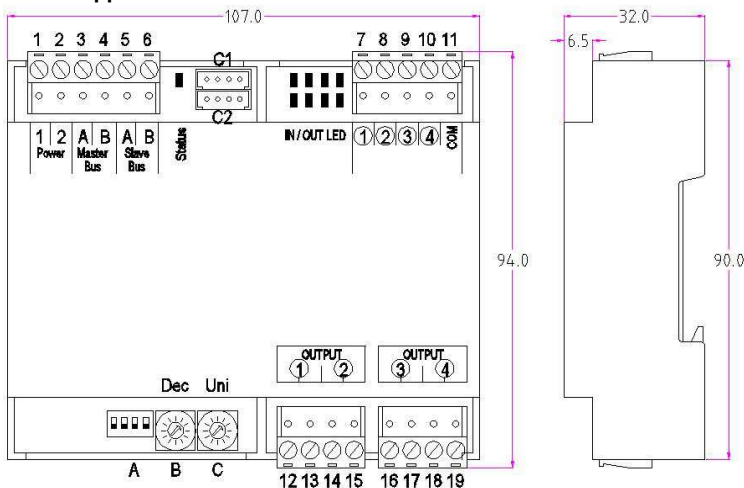 107.0
32.0
6.5
1 2 3 4 5 6
C1
7 8 9 10 11
C2
1 2 A B A B
Power Master Bus Slave Bus
Status
IN / OUT LED
1 2 3 4 COM
94.0
90.0
OUTPUT
1 2
OUTPUT
3 4
Dec Uni
A B C
12 13 14 15
16 17 18 19